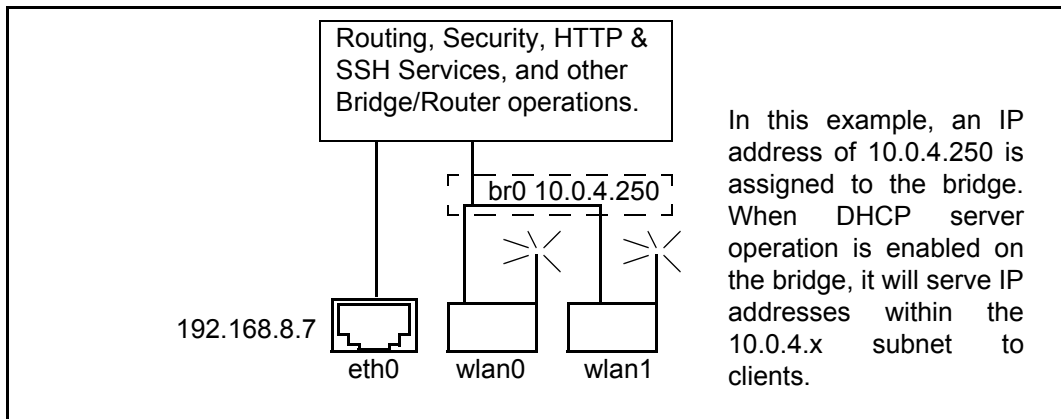 Routing, Security, HTTP &
SSH Services, and other
Bridge/Router operations.
br0 10.0.4.250
192.168.8.7
eth0
wlan0
wlan1
In this example, an IP
address of 10.0.4.250 is
assigned to the bridge.
When DHCP server
operation is enabled on
the bridge, it will serve IP
addresses within the
10.0.4.x subnet to
clients.